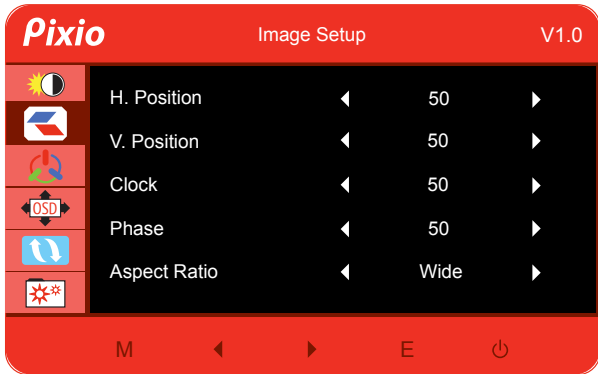 Pixio Image Setup V1.0
H. Position 50
V. Position 50
Clock 50
Phase 50
OSD
Aspect Ratio Wide
M E